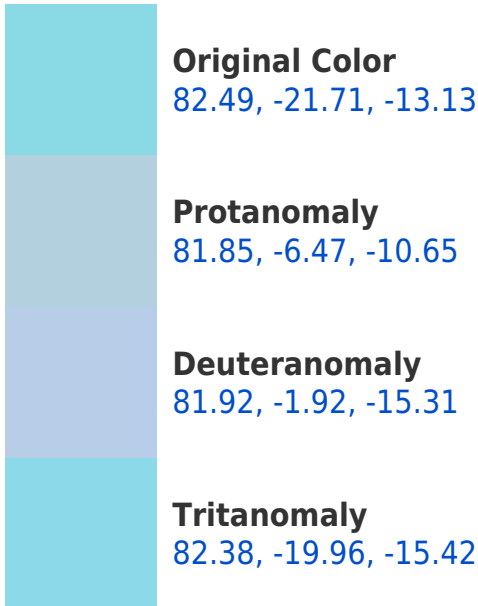 Original Color
82.49, -21.71, -13.13
Protanomaly
81.85, -6.47, -10.65
Deuteranomaly
81.92, -1.92, -15.31
Tritanomaly
82.38, -19.96, -15.42